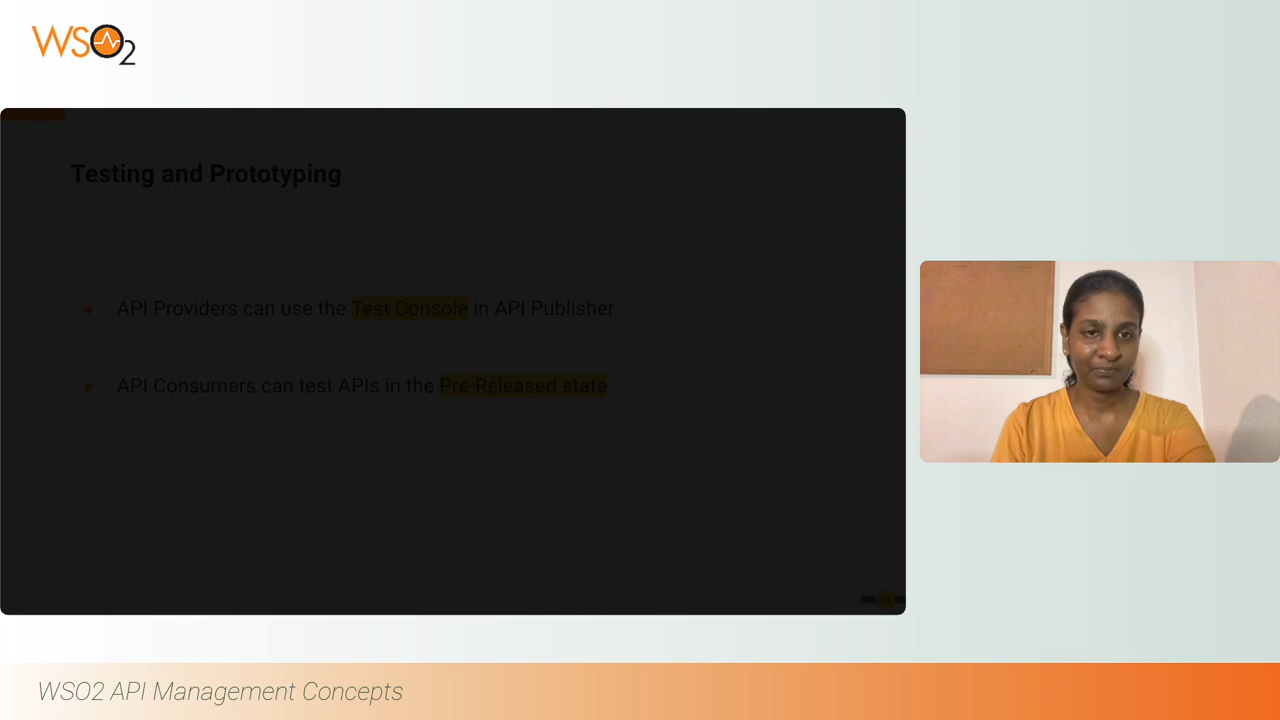 WSO2
Testing and Prototyping
API Providers can use the Test Console in API Publisher
API Consumers can test APIs in the Pre-Released state
WSO2 API Management Concepts